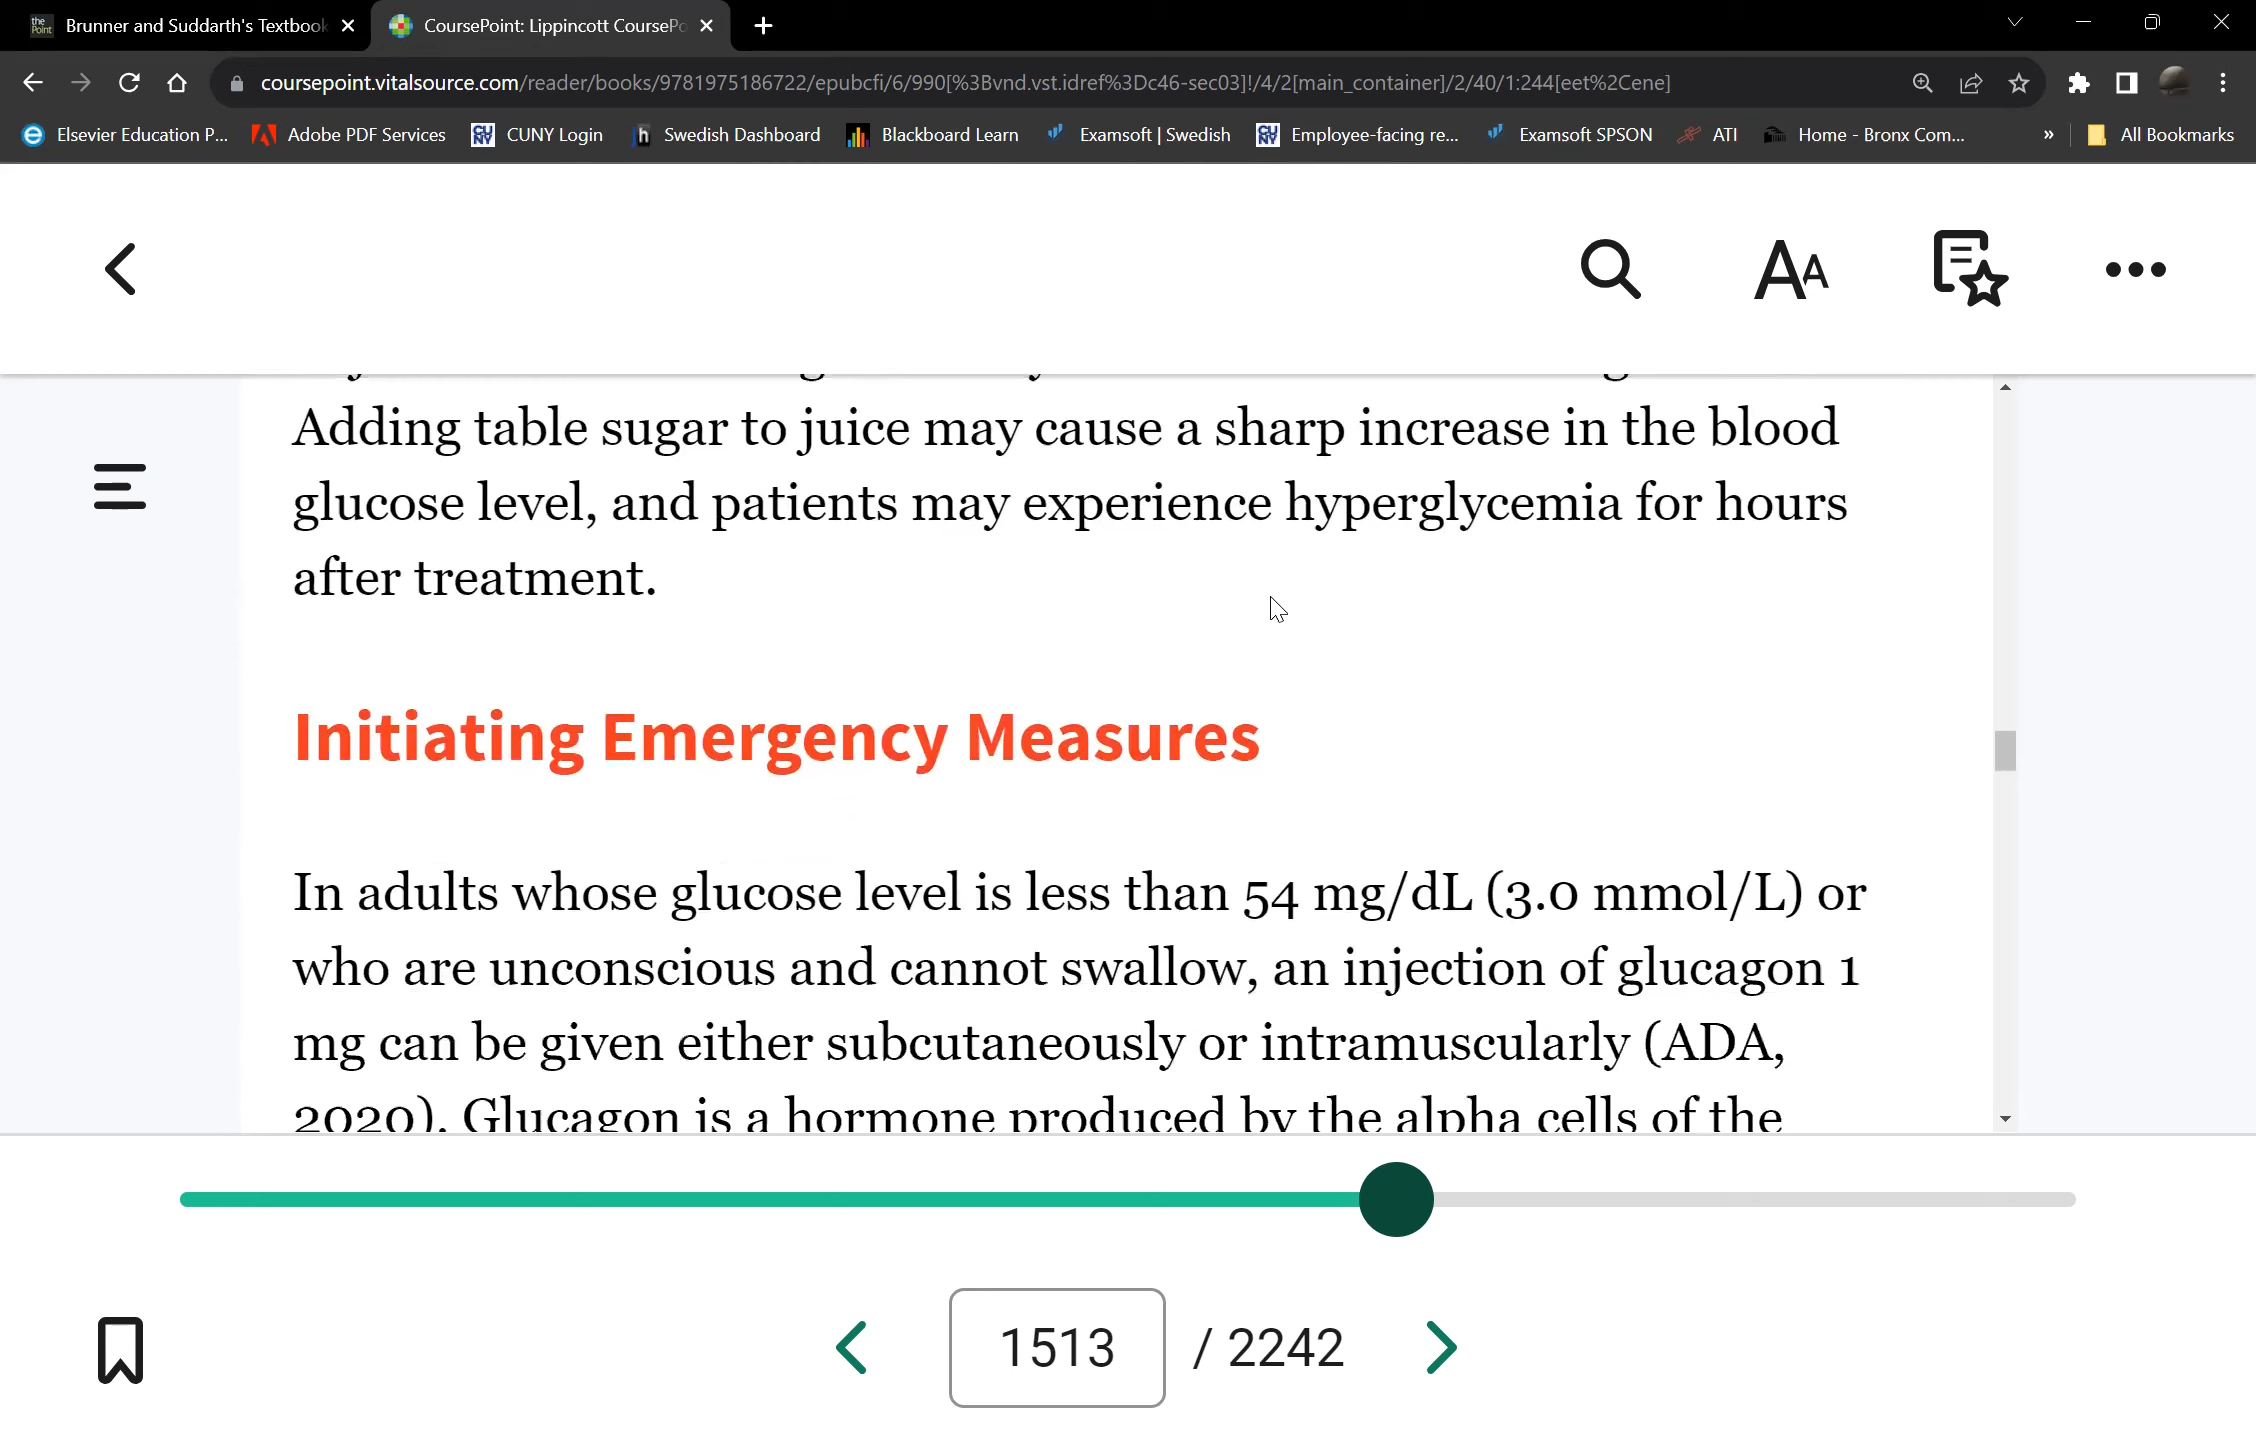 the Point Brunner and Suddarth's Textbook
CoursePoint: Lippincott CoursePo
coursepoint.vitalsource.com/reader/books/9781975186722/epubcfi/6/990[%3Bvnd.vst.idref%3Dc46-sec03]!/4/2[main_container]/2/40/1:244[eet%2Cene]
Elsevier Education P... Adobe PDF Services CUNY CUNY Login h Swedish Dashboard Blackboard Learn Examsoft | Swedish CUNY Employee-facing re... Examsoft SPSON ATI Home - Bronx Com... » All Bookmarks
AA
Adding table sugar to juice may cause a sharp increase in the blood
glucose level, and patients may experience hyperglycemia for hours
after treatment.
Initiating Emergency Measures
In adults whose glucose level is less than 54 mg/dL (3.0 mmol/L) or
who are unconscious and cannot swallow, an injection of glucagon 1
mg can be given either subcutaneously or intramuscularly (ADA,
2020). Glucagon is a hormone produced by the alpha cells of the
1513 / 2242